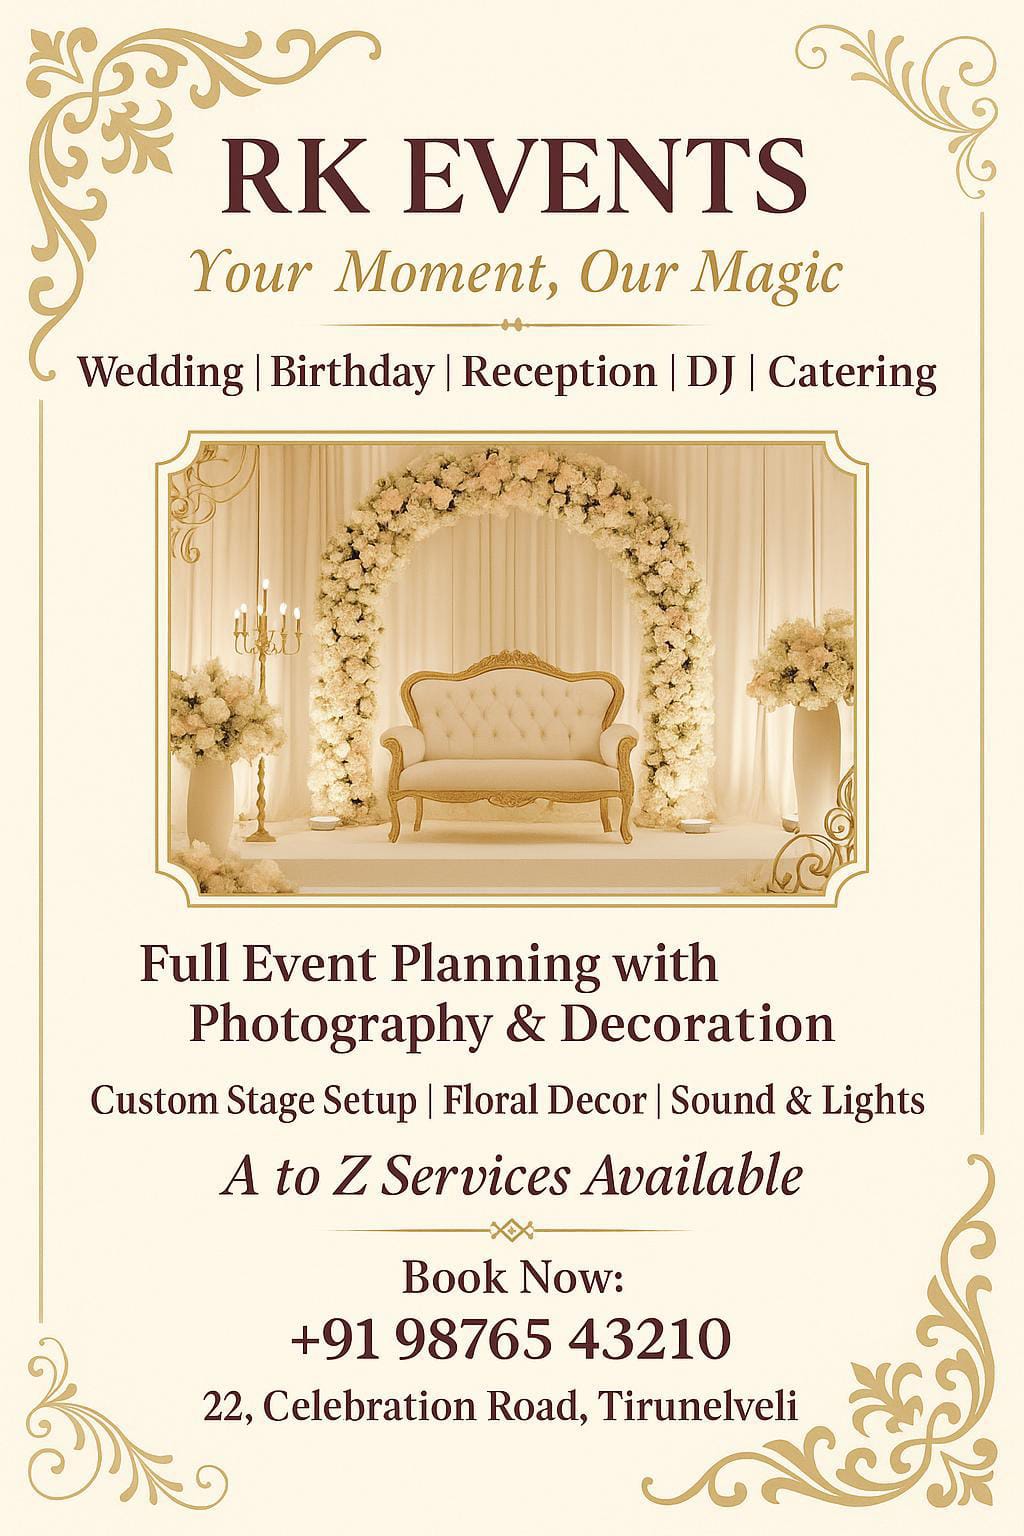 RK EVENTS
Your Moment, Our Magic
Wedding | Birthday | Reception | DJ | Catering
Full Event Planning with
Photography & Decoration
Custom Stage Setup | Floral Decor | Sound & Lights
A to Z Services Available
Book Now:
+91 98765 43210
22, Celebration Road, Tirunelveli